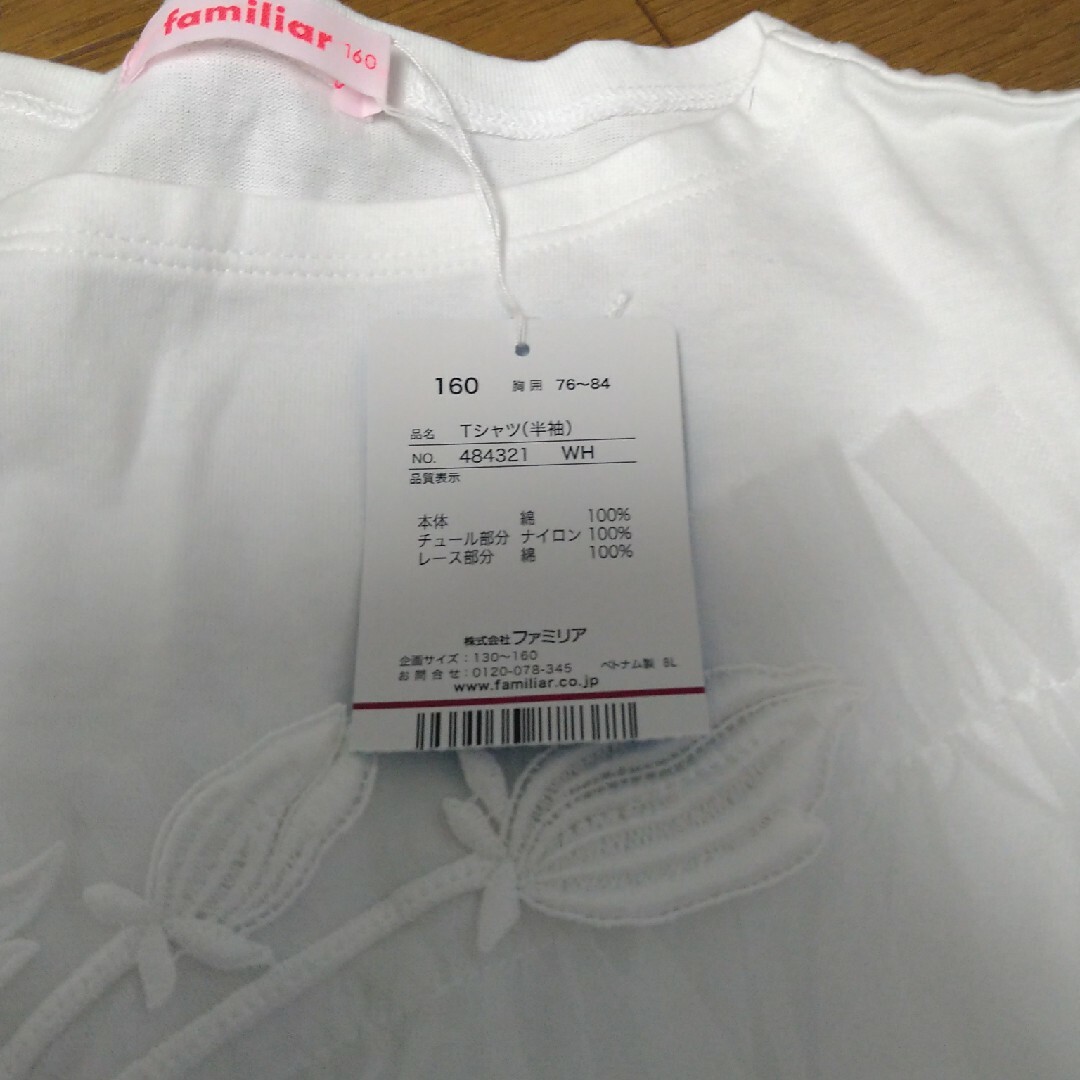 familiar 160
160 胸囲 76〜84
品名 Tシャツ(半袖)
NO. 484321 WH
品質表示
本体 綿 100%
チュール部分 ナイロン 100%
レース部分 綿 100%
株式会社ファミリア
企画サイズ:130〜160
お問合せ:0120-078-345 ベトナム製 BL
www.familiar.co.jp